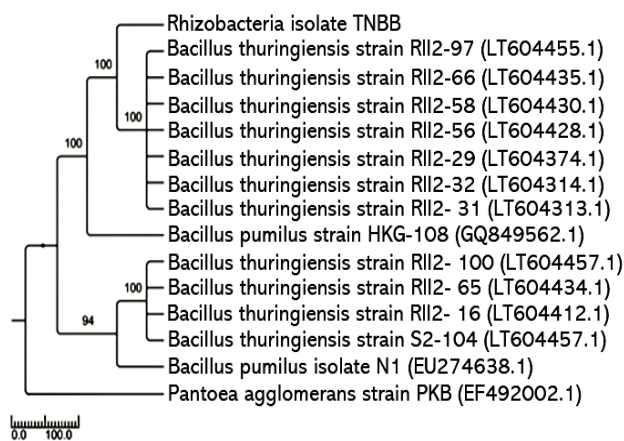 Rhizobacteria isolate TNBB
Bacillus thuringiensis strain RII2-97 (LT604455.1)
100
Bacillus thuringiensis strain RII2-66 (LT604435.1)
Bacillus thuringiensis strain RII2-58 (LT604430.1)
100
Bacillus thuringiensis strain RII2-56 (LT604428.1)
100
Bacillus thuringiensis strain RII2-29 (LT604374.1)
Bacillus thuringiensis strain RII2-32 (LT604314.1)
Bacillus thuringiensis strain RII2- 31 (LT604313.1)
Bacillus pumilus strain HKG-108 (GQ849562.1)
Bacillus thuringiensis strain RII2- 100 (LT604457.1)
100
Bacillus thuringiensis strain RII2- 65 (LT604434.1)
Bacillus thuringiensis strain RII2- 16 (LT604412.1)
94
Bacillus thuringiensis strain S2-104 (LT604457.1)
Bacillus pumilus isolate N1 (EU274638.1)
Pantoea agglomerans strain PKB (EF492002.1)
0.0 100.0